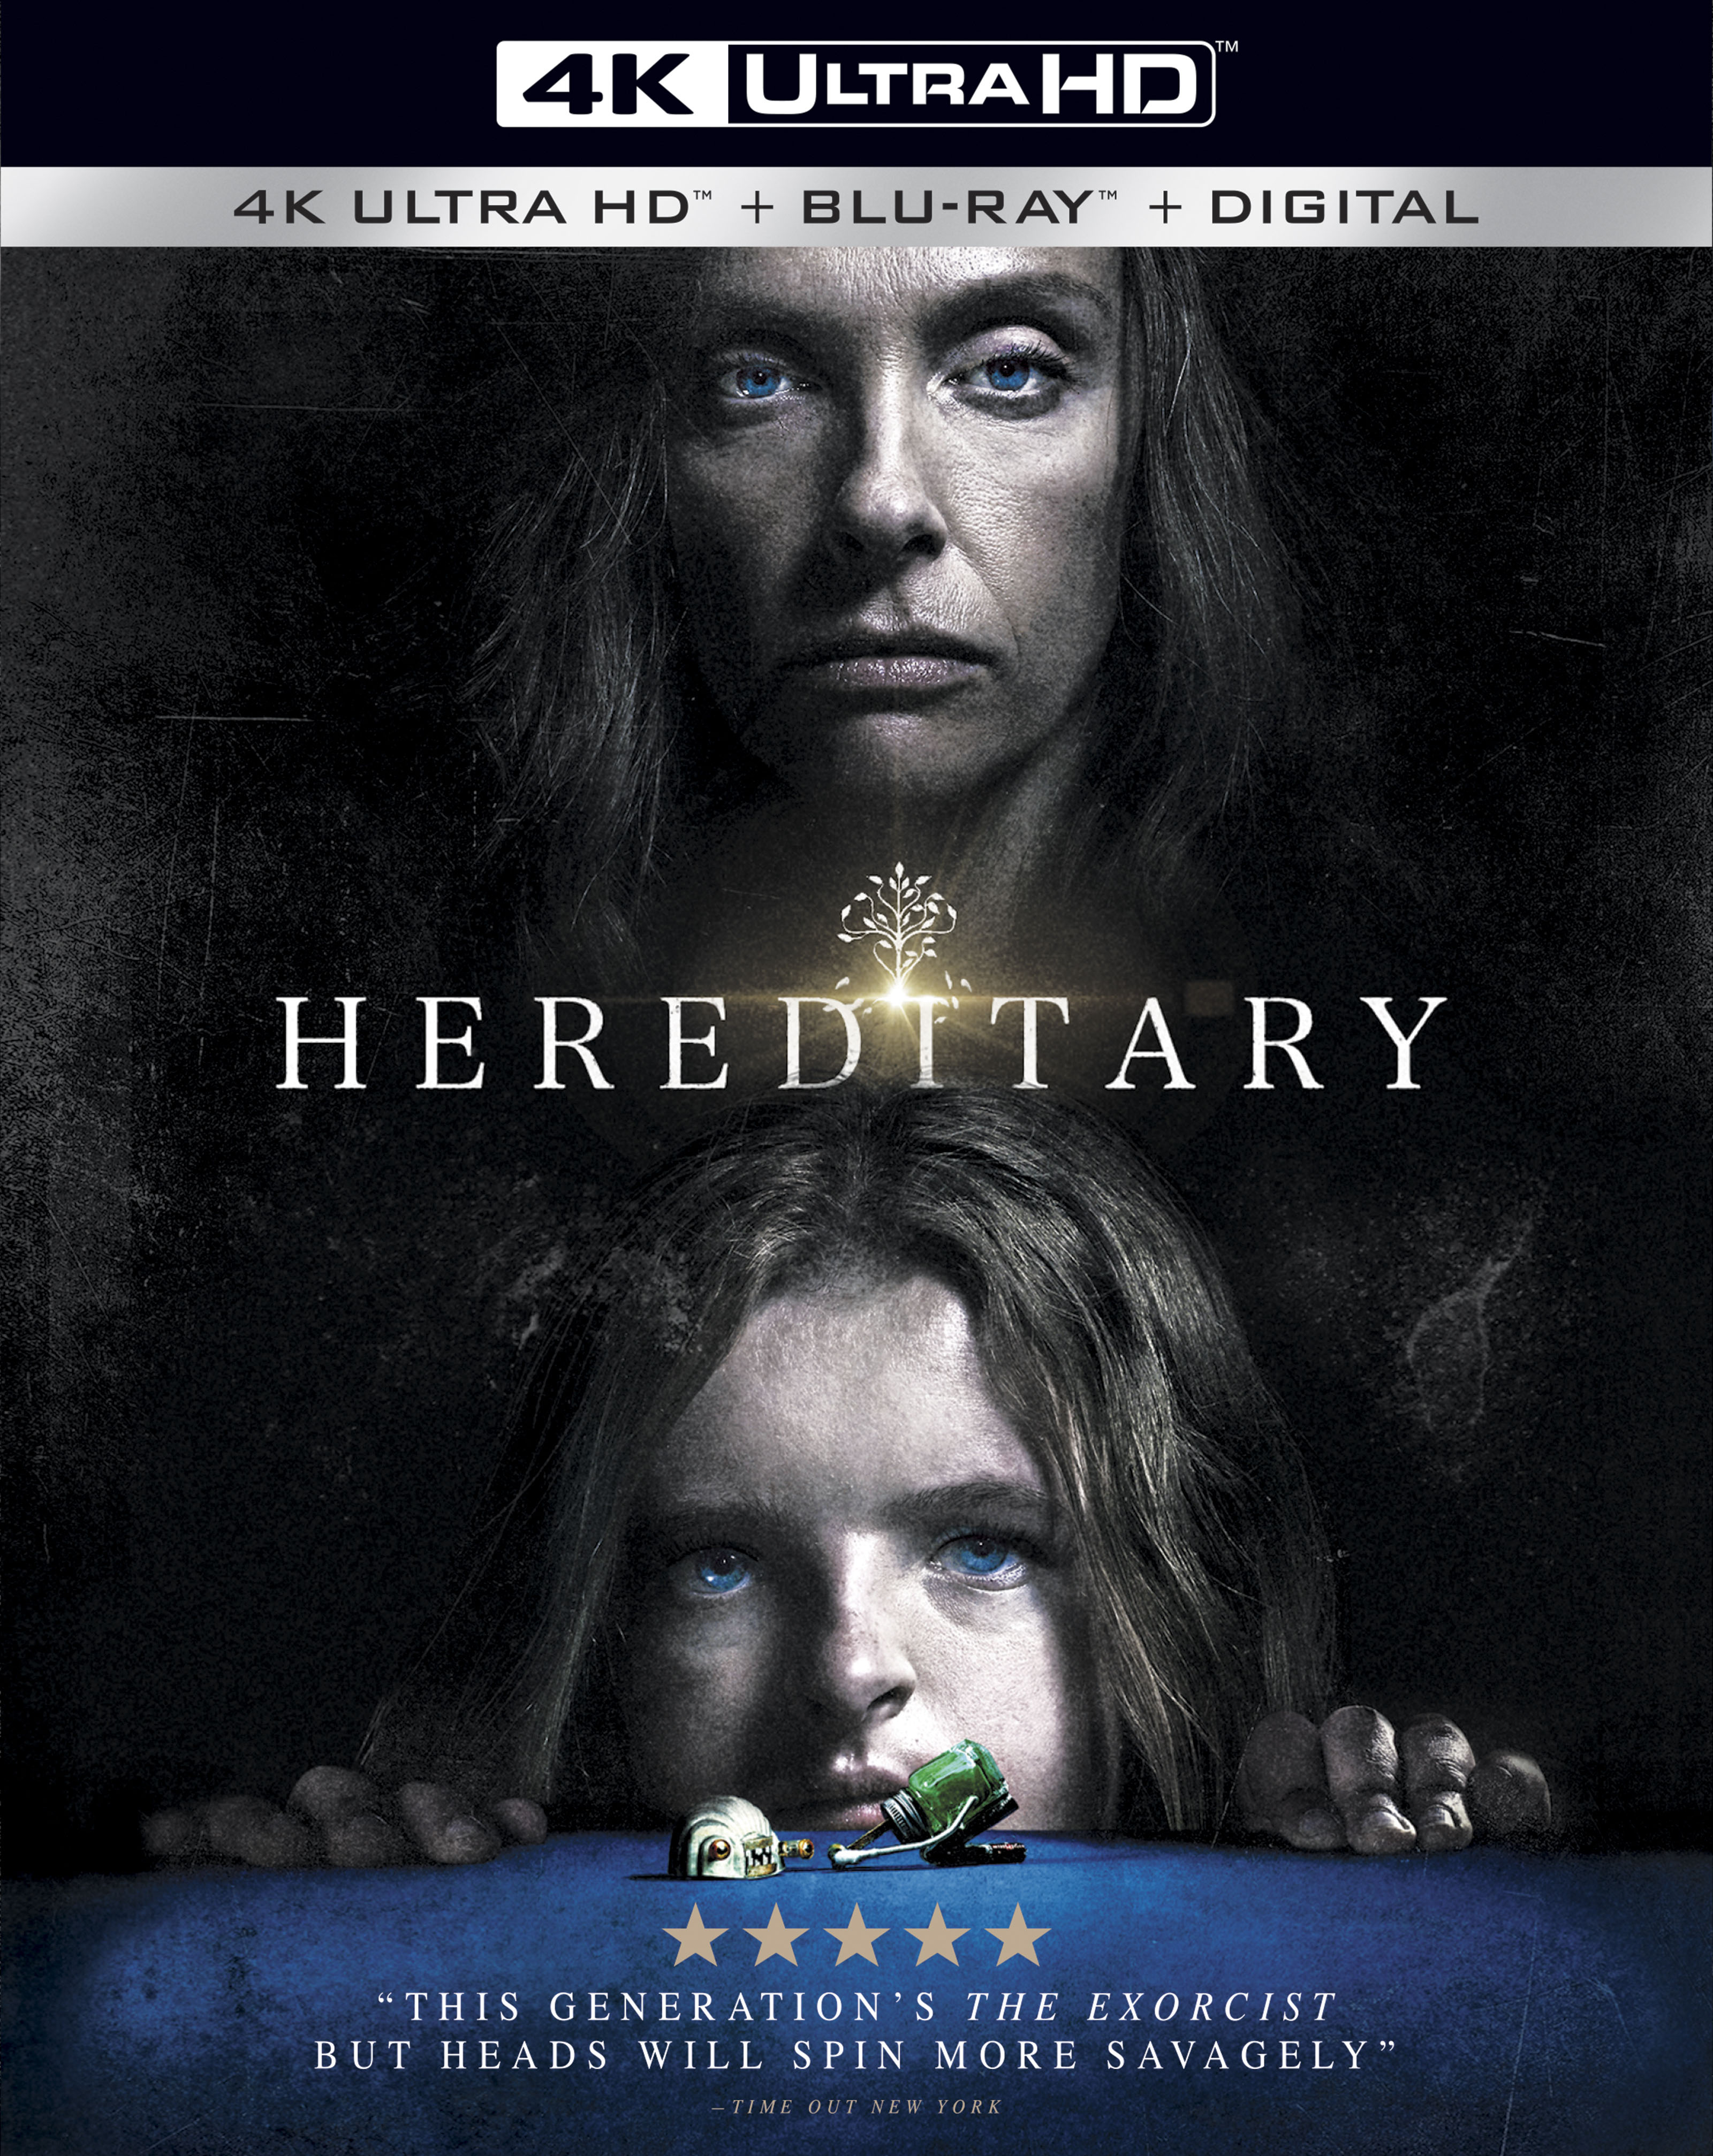 4K ULTRA HD™
4K ULTRA HD™ + BLU-RAY™ + DIGITAL
HEREDITARY
“THIS GENERATION’S THE EXORCIST
BUT HEADS WILL SPIN MORE SAVAGELY”
–TIME OUT NEW YORK